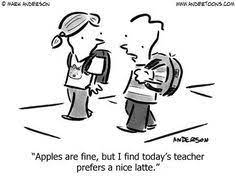 © MARK ANDERSON
WWW.ANDERTOONS.COM
ANDERSON
"Apples are fine, but I find today's teacher
prefers a nice latte."